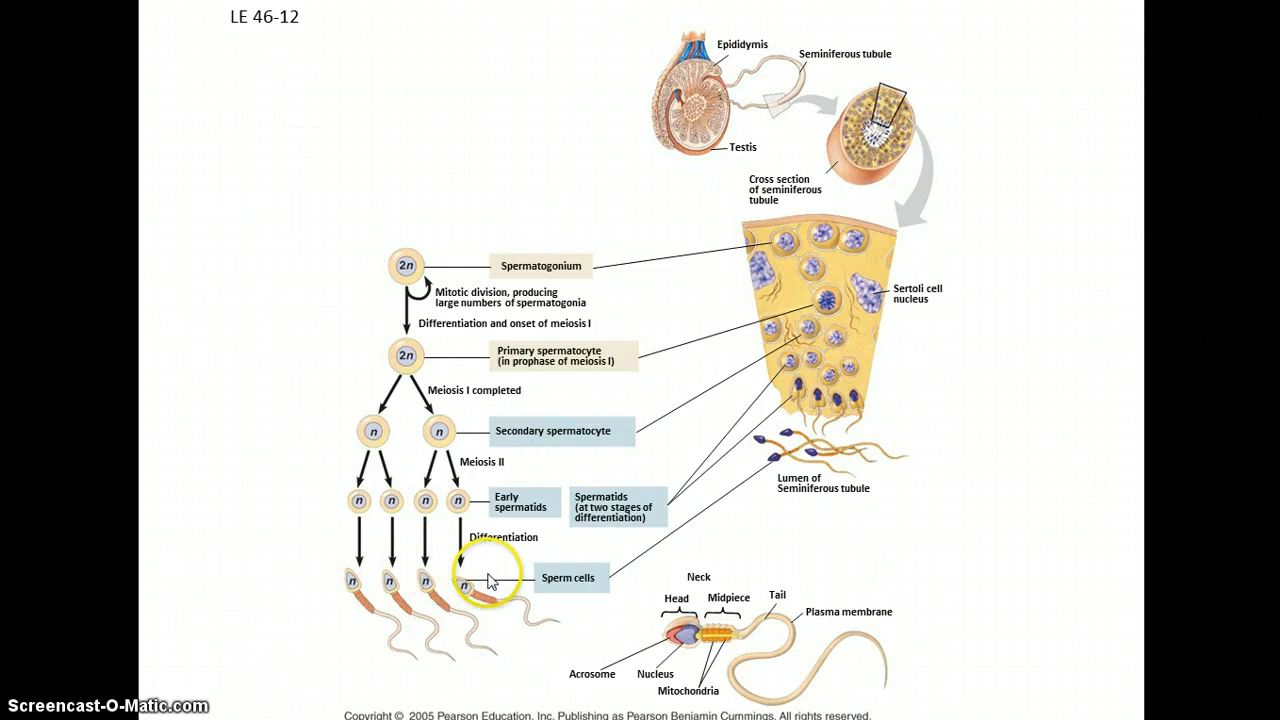 LE 46-12
Epididymis
Seminiferous tubule
Testis
Cross section
of seminiferous
tubule
2n
Spermatogonium
Mitotic division, producing
large numbers of spermatogonia
Sertoli cell
nucleus
Differentiation and onset of meiosis I
2n
Primary spermatocyte
(in prophase of meiosis I)
Meiosis I completed
n
n
Secondary spermatocyte
Meiosis II
n
n
n
n
Early
spermatids
Spermatids
(at two stages of
differentiation)
Lumen of
Seminiferous tubule
Differentiation
n
n
n
n
Sperm cells
Neck
Head
Midpiece
Tail
Plasma membrane
Acrosome
Nucleus
Mitochondria
Screencast-O-Matic.com
Copyright © 2005 Pearson Education, Inc. Publishing as Pearson Benjamin Cummings. All rights reserved.